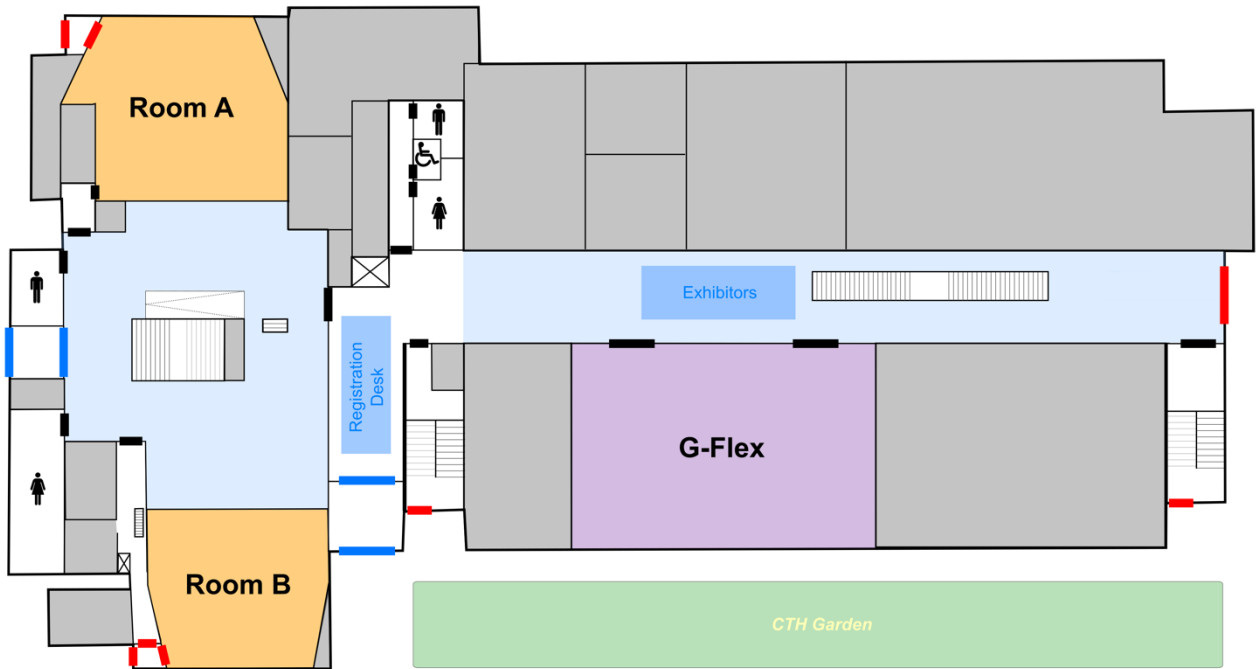 Room A
Exhibitors
Registration
Desk
G-Flex
Room B
CTH Garden